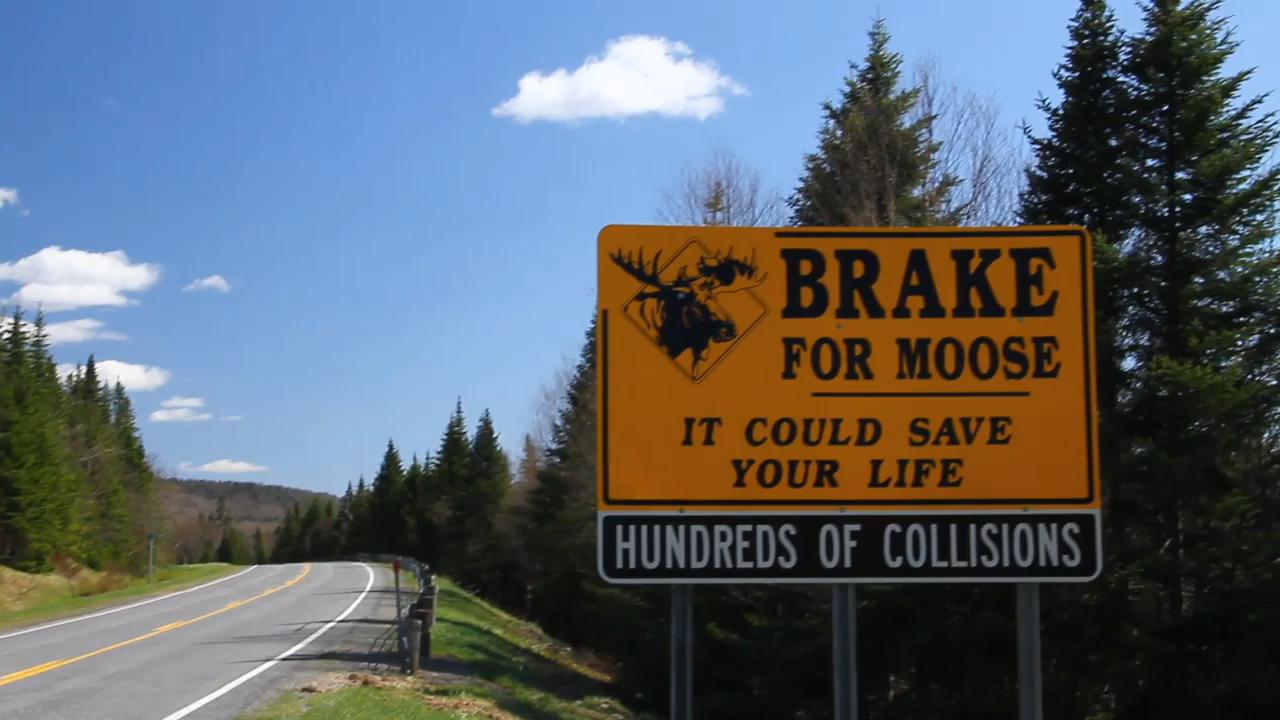 BRAKE
FOR MOOSE
IT COULD SAVE
YOUR LIFE
HUNDREDS OF COLLISIONS